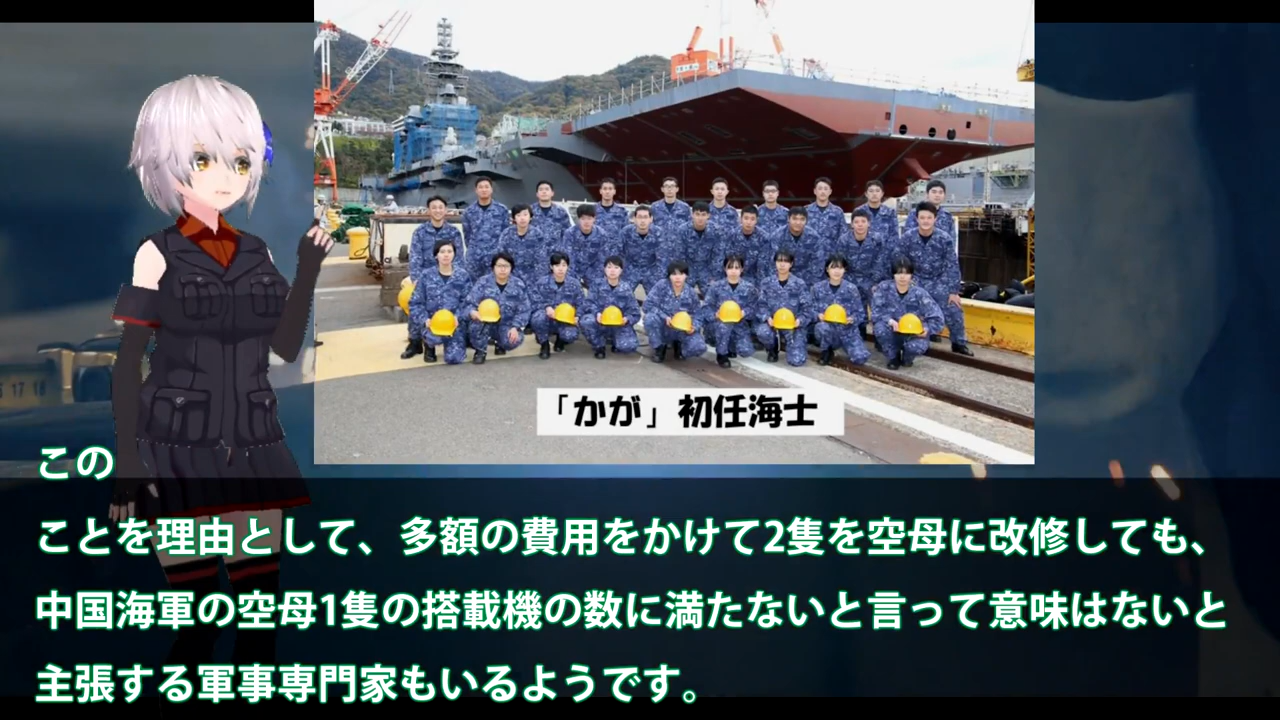 「かが」初任海士
この
ことを理由として、多額の費用をかけて2隻を空母に改修しても、
中国海軍の空母1隻の搭載機の数に満たないと言って意味はないと
主張する軍事専門家もいるようです。